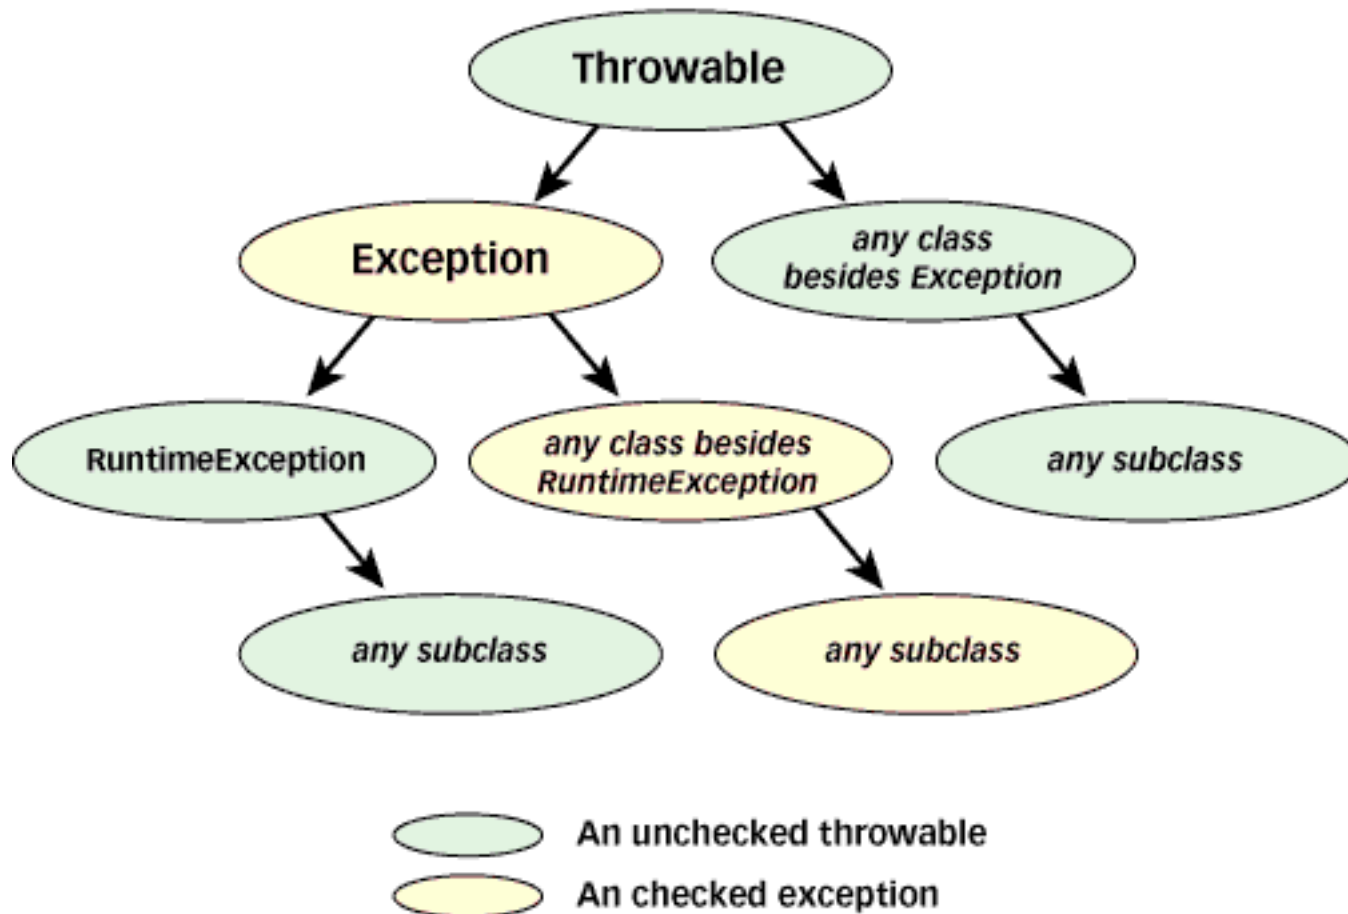 Throwable
Exception
any class
besides Exception
RuntimeException
any class besides
RuntimeException
any subclass
any subclass
any subclass
An unchecked throwable
An checked exception